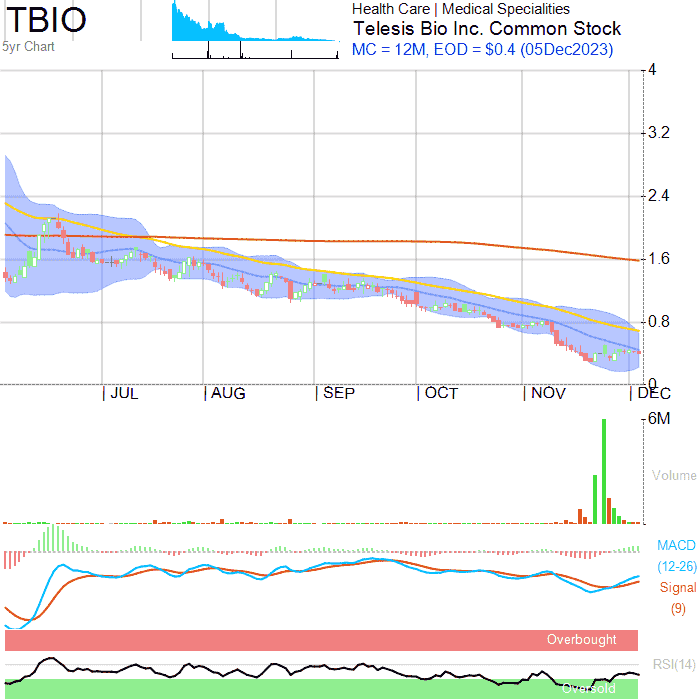 TBIO
5yr Chart
Health Care | Medical Specialities
Telesis Bio Inc. Common Stock
MC = 12M, EOD = $0.4 (05Dec2023)
4
3.2
2.4
1.6
0.8
0
JUL AUG SEP OCT NOV DEC
6M
Volume
MACD
(12-26)
Signal
(9)
Overbought
RSI(14)
Oversold